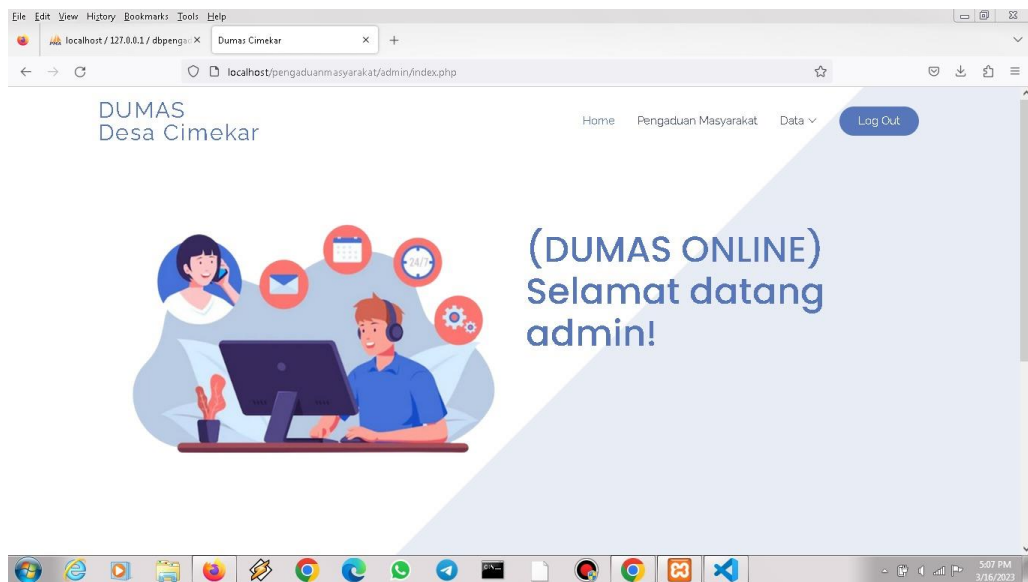 File Edit View History Bookmarks Tools Help
localhost / 127.0.0.1 / dbpengad
Dumas Cimekar
localhost/pengaduanmasyarakat/admin/index.php
DUMAS
Desa Cimekar
Home Pengaduan Masyarakat Data Log Out
24/7
(DUMAS ONLINE)
Selamat datang
admin!
5:07 PM
3/16/2023